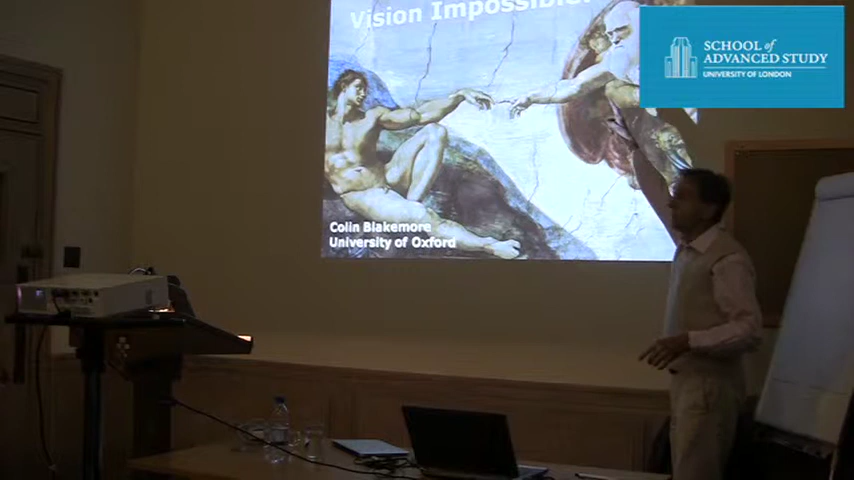 Vision Impossible.
SCHOOL of
ADVANCED STUDY
UNIVERSITY OF LONDON
Colin Blakemore
University of Oxford